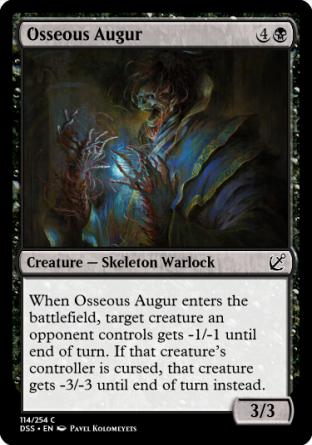 Osseous Augur 4
Creature — Skeleton Warlock
When Osseous Augur enters the
battlefield, target creature an
opponent controls gets -1/-1 until
end of turn. If that creature's
controller is cursed, that creature
gets -3/-3 until end of turn instead.
3/3
114/254 C
DSS • EN PAVEL KOLOMEYETS